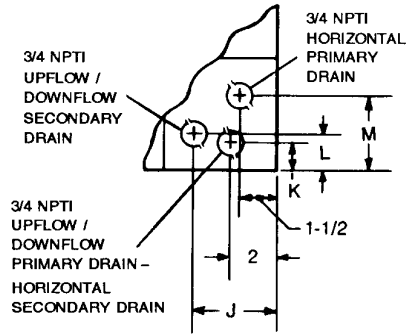 3/4 NPTI
HORIZONTAL
PRIMARY
DRAIN
3/4 NPTI
UPFLOW /
DOWNFLOW
SECONDARY
DRAIN
M
L
K
1-1/2
3/4 NPTI
UPFLOW /
DOWNFLOW
PRIMARY DRAIN –
HORIZONTAL
SECONDARY DRAIN
2
J